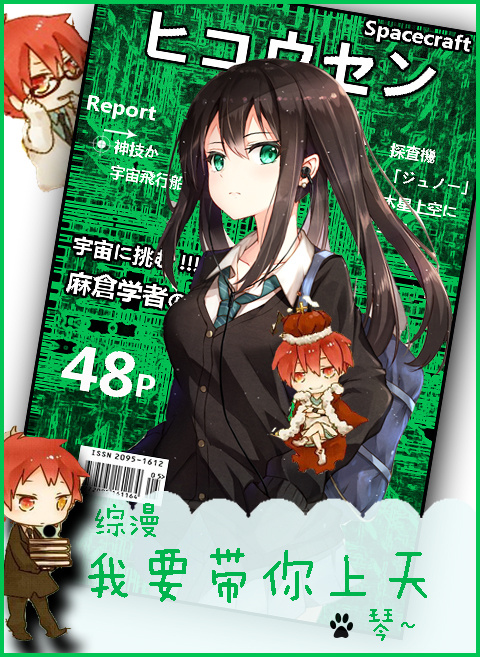 ヒコウセン
Spacecraft
Report
神技か
宇宙飛行船
探査機
「ジュノー」
木星上空に
宇宙に挑む!!!
麻倉学者の
48P
ISSN 2095-1612
05
综漫
我要带你上天
琴~